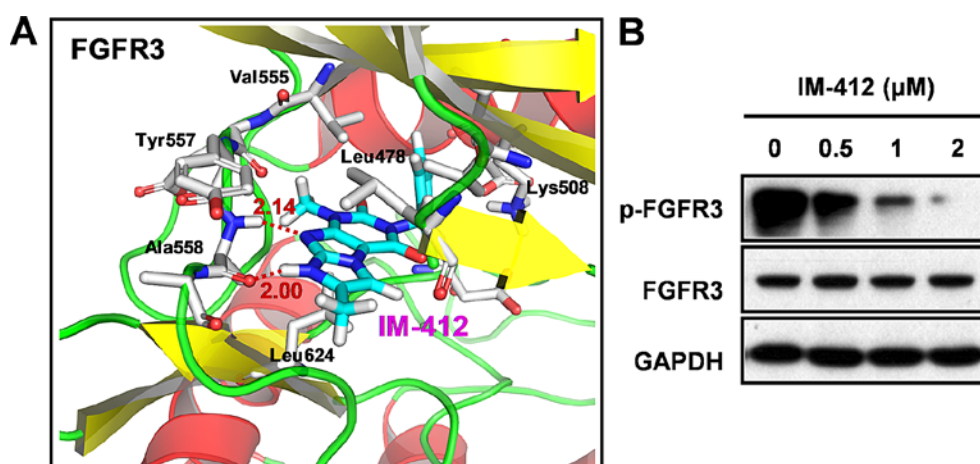 A
FGFR3
Val555
Tyr557
Leu478
Lys508
2.14
Ala558
2.00
IM-412
Leu624
B
IM-412 (µM)
0 0.5 1 2
p-FGFR3
FGFR3
GAPDH